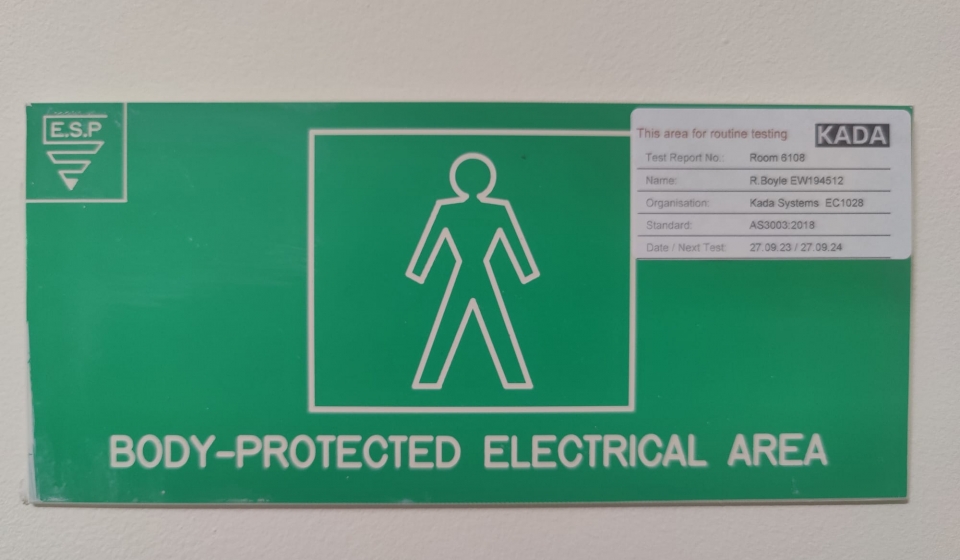 E.S.P
This area for routine testing KADA
Test Report No.: Room 6108
Name: R.Boyle EW194512
Organisation: Kada Systems EC1028
Standard: AS3003:2018
Date / Next Test: 27.09.23 / 27.09.24
BODY-PROTECTED ELECTRICAL AREA